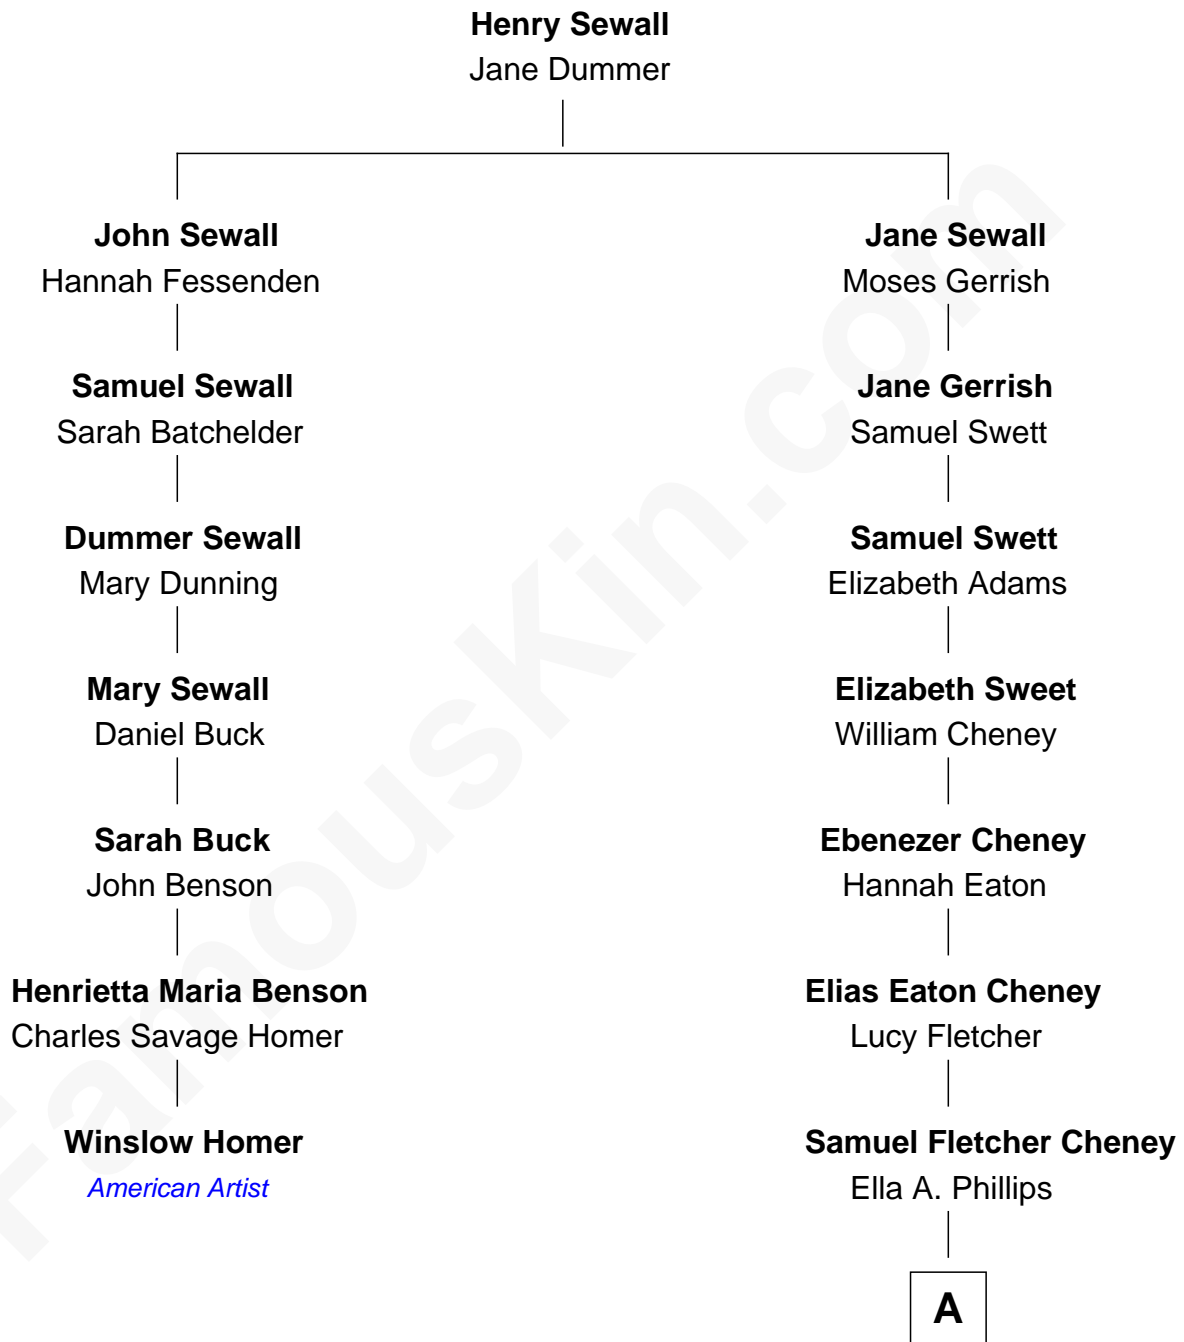 Henry Sewall
Jane Dummer
John Sewall
Hannah Fessenden
Jane Sewall
Moses Gerrish
Samuel Sewall
Sarah Batchelder
Jane Gerrish
Samuel Swett
Dummer Sewall
Mary Dunning
Samuel Swett
Elizabeth Adams
Mary Sewall
Daniel Buck
Elizabeth Sweet
William Cheney
Sarah Buck
John Benson
Ebenezer Cheney
Hannah Eaton
Henrietta Maria Benson
Charles Savage Homer
Elias Eaton Cheney
Lucy Fletcher
Winslow Homer
American Artist
Samuel Fletcher Cheney
Ella A. Phillips
A
FamousKin.com